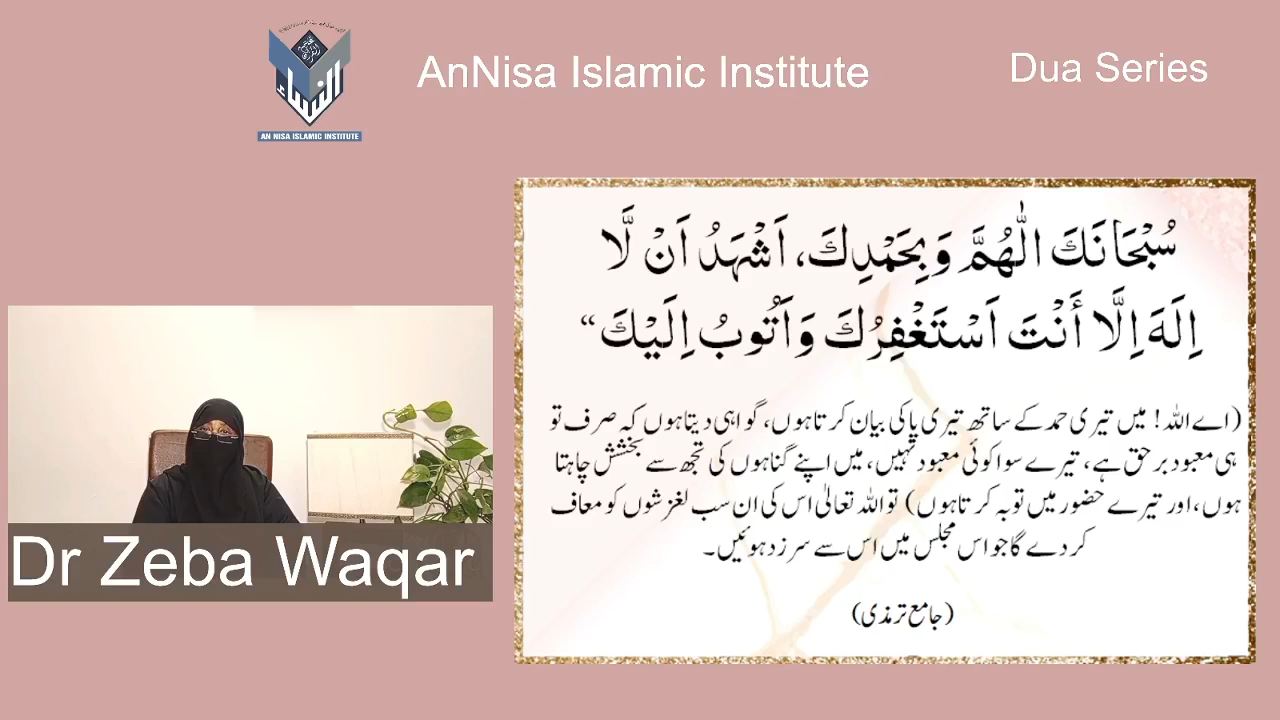 AnNisa Islamic Institute
Dua Series
النساء
AN NISA ISLAMIC INSTITUTE
سُبْحَانَكَ اللّٰهُمَّ وَبِحَمْدِكَ، اَشْهَدُ اَنْ لَّا
اِلَهَ اِلَّا أَنْتَ اَسْتَغْفِرُكَ وَاَتُوبُ اِلَيْكَ“
(اے اللہ! میں تیری حمد کے ساتھ تیری پاکی بیان کرتا ہوں، گواہی دیتا ہوں کہ صرف تو
ہی معبود برحق ہے، تیرے سوا کوئی معبود نہیں، میں اپنے گناہوں کی تجھ سے بخشش چاہتا
ہوں، اور تیرے حضور میں توبہ کرتا ہوں) تو اللہ تعالیٰ اس کی ان سب لغزشوں کو معاف
کر دے گا جو اس مجلس میں اس سے سرزد ہوئیں۔
(جامع ترمذی)
Dr Zeba Waqar